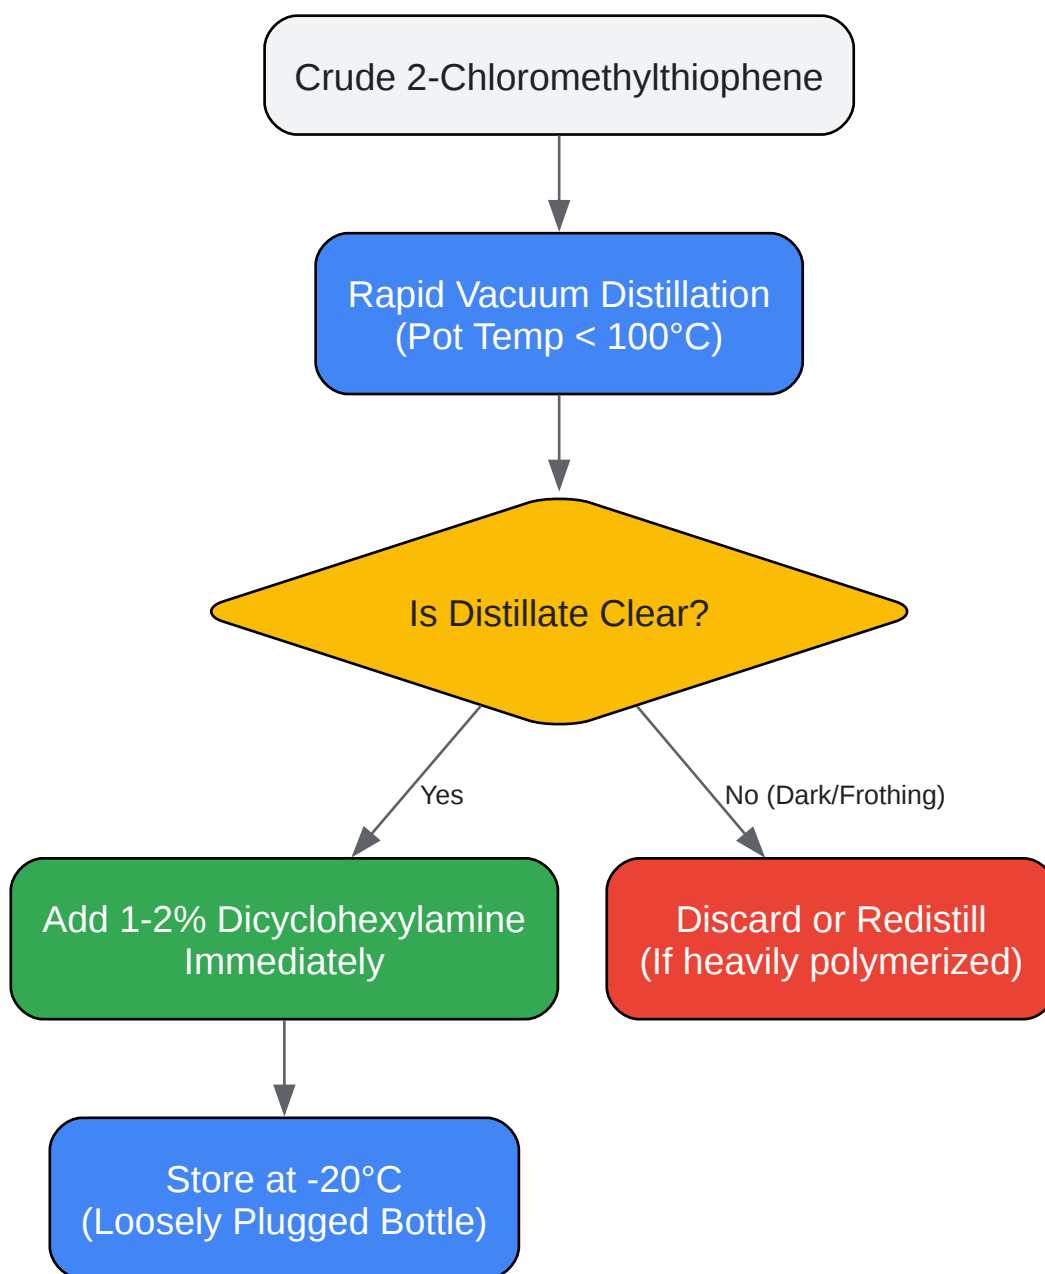 Crude 2-Chloromethylthiophene
Rapid Vacuum Distillation
(Pot Temp < 100°C)
Is Distillate Clear?
Yes
No (Dark/Frothing)
Add 1-2% Dicyclohexylamine
Immediately
Discard or Redistill
(If heavily polymerized)
Store at -20°C
(Loosely Plugged Bottle)